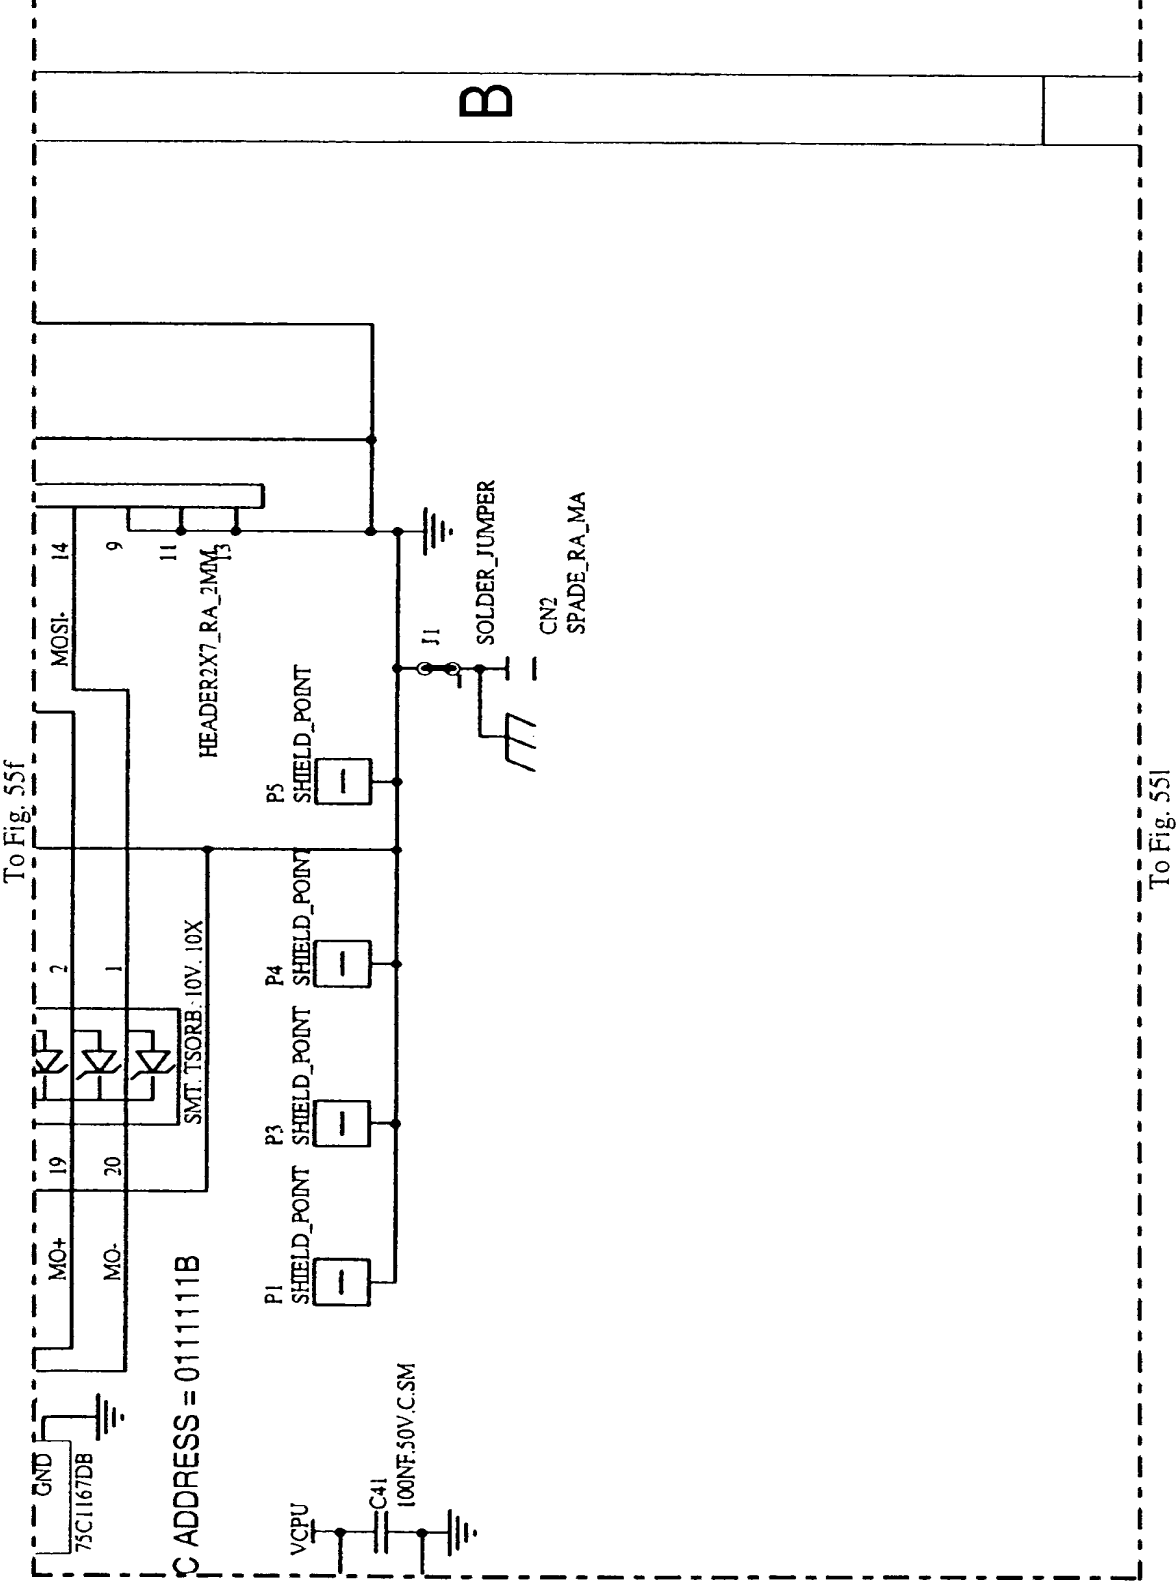 To Fig. 55f
B
14
MOSI-
9
11
13
HEADER2X7_RA_2MM
2
1
SMT. TSORB. 10V. 10X
19
20
MO+
MO-
GND
75C1167DB
C ADDRESS = 0111111B
P1
SHIELD_POINT
P3
SHIELD_POINT
P4
SHIELD_POINT
P5
SHIELD_POINT
J1
SOLDER_JUMPER
CN2
SPADE_RA_MA
VCPU
C41
100NF.50V.C.SM
To Fig. 55l